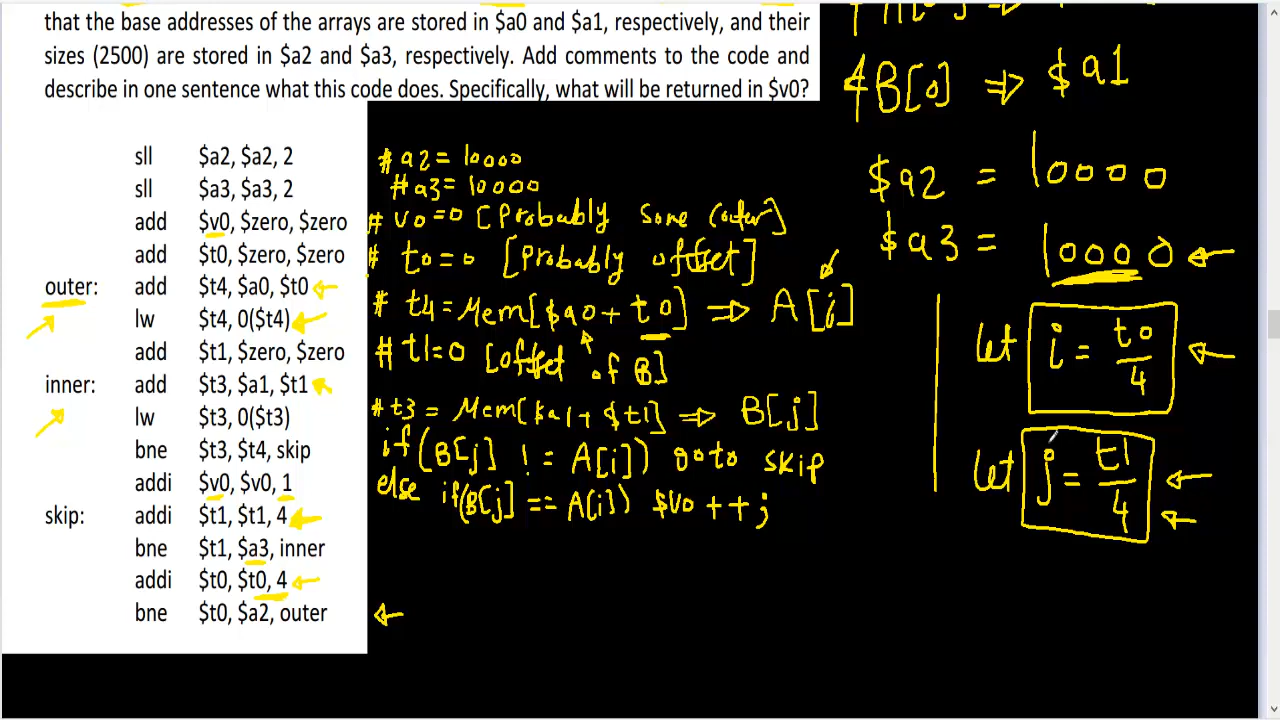 that the base addresses of the arrays are stored in $a0 and $a1, respectively, and their
sizes (2500) are stored in $a2 and $a3, respectively. Add comments to the code and
describe in one sentence what this code does. Specifically, what will be returned in $v0?
sll $a2, $a2, 2 # a2 = 10000
sll $a3, $a3, 2 # a3 = 10000
add $v0, $zero, $zero # v0 = 0 [Probably some
add $t0, $zero, $zero # t0 = 0 [Probably offset]
outer: add $t4, $a0, $t0 # t4 = Mem[$a0 + t0] ⇒ A[i]
lw $t4, 0($t4)
add $t1, $zero, $zero # t1 = 0 [offset of B]
inner: add $t3, $a1, $t1
lw $t3, 0($t3) # t3 = Mem[$a1 + $t1] ⇒ B[j]
bne $t3, $t4, skip if(B[j] != A[i]) goto skip
addi $v0, $v0, 1 else if(B[j] == A[i]) $v0 ++ ;
skip: addi $t1, $t1, 4
bne $t1, $a3, inner
addi $t0, $t0, 4
bne $t0, $a2, outer
B[0] ⇒ $a1
$a2 = 10000
$a3 = 10000
let i = t0
4
let j = t1
4